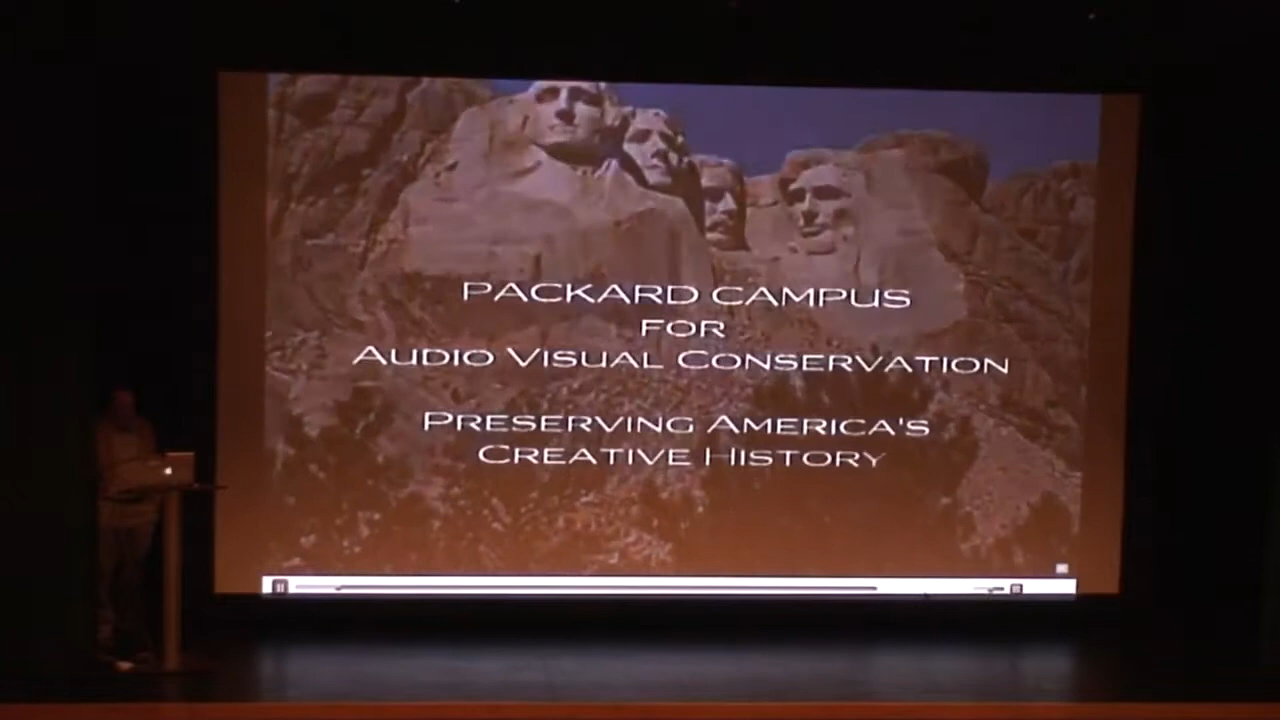 PACKARD CAMPUS
FOR
AUDIO VISUAL CONSERVATION
PRESERVING AMERICA'S
CREATIVE HISTORY